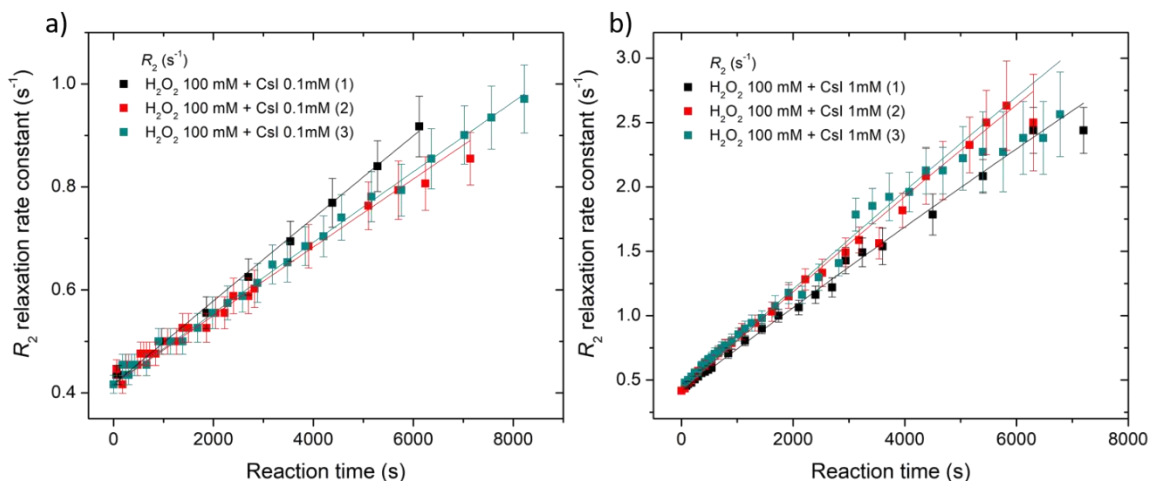 a)
R₂ (s⁻¹)
H₂O₂ 100 mM + CsI 0.1mM (1)
H₂O₂ 100 mM + CsI 0.1mM (2)
H₂O₂ 100 mM + CsI 0.1mM (3)
R₂ relaxation rate constant (s⁻¹)
1.0
0.8
0.6
0.4
0 2000 4000 6000 8000
Reaction time (s)
b)
R₂ (s⁻¹)
H₂O₂ 100 mM + CsI 1mM (1)
H₂O₂ 100 mM + CsI 1mM (2)
H₂O₂ 100 mM + CsI 1mM (3)
R₂ relaxation rate constant (s⁻¹)
3.0
2.5
2.0
1.5
1.0
0.5
0 2000 4000 6000 8000
Reaction time (s)